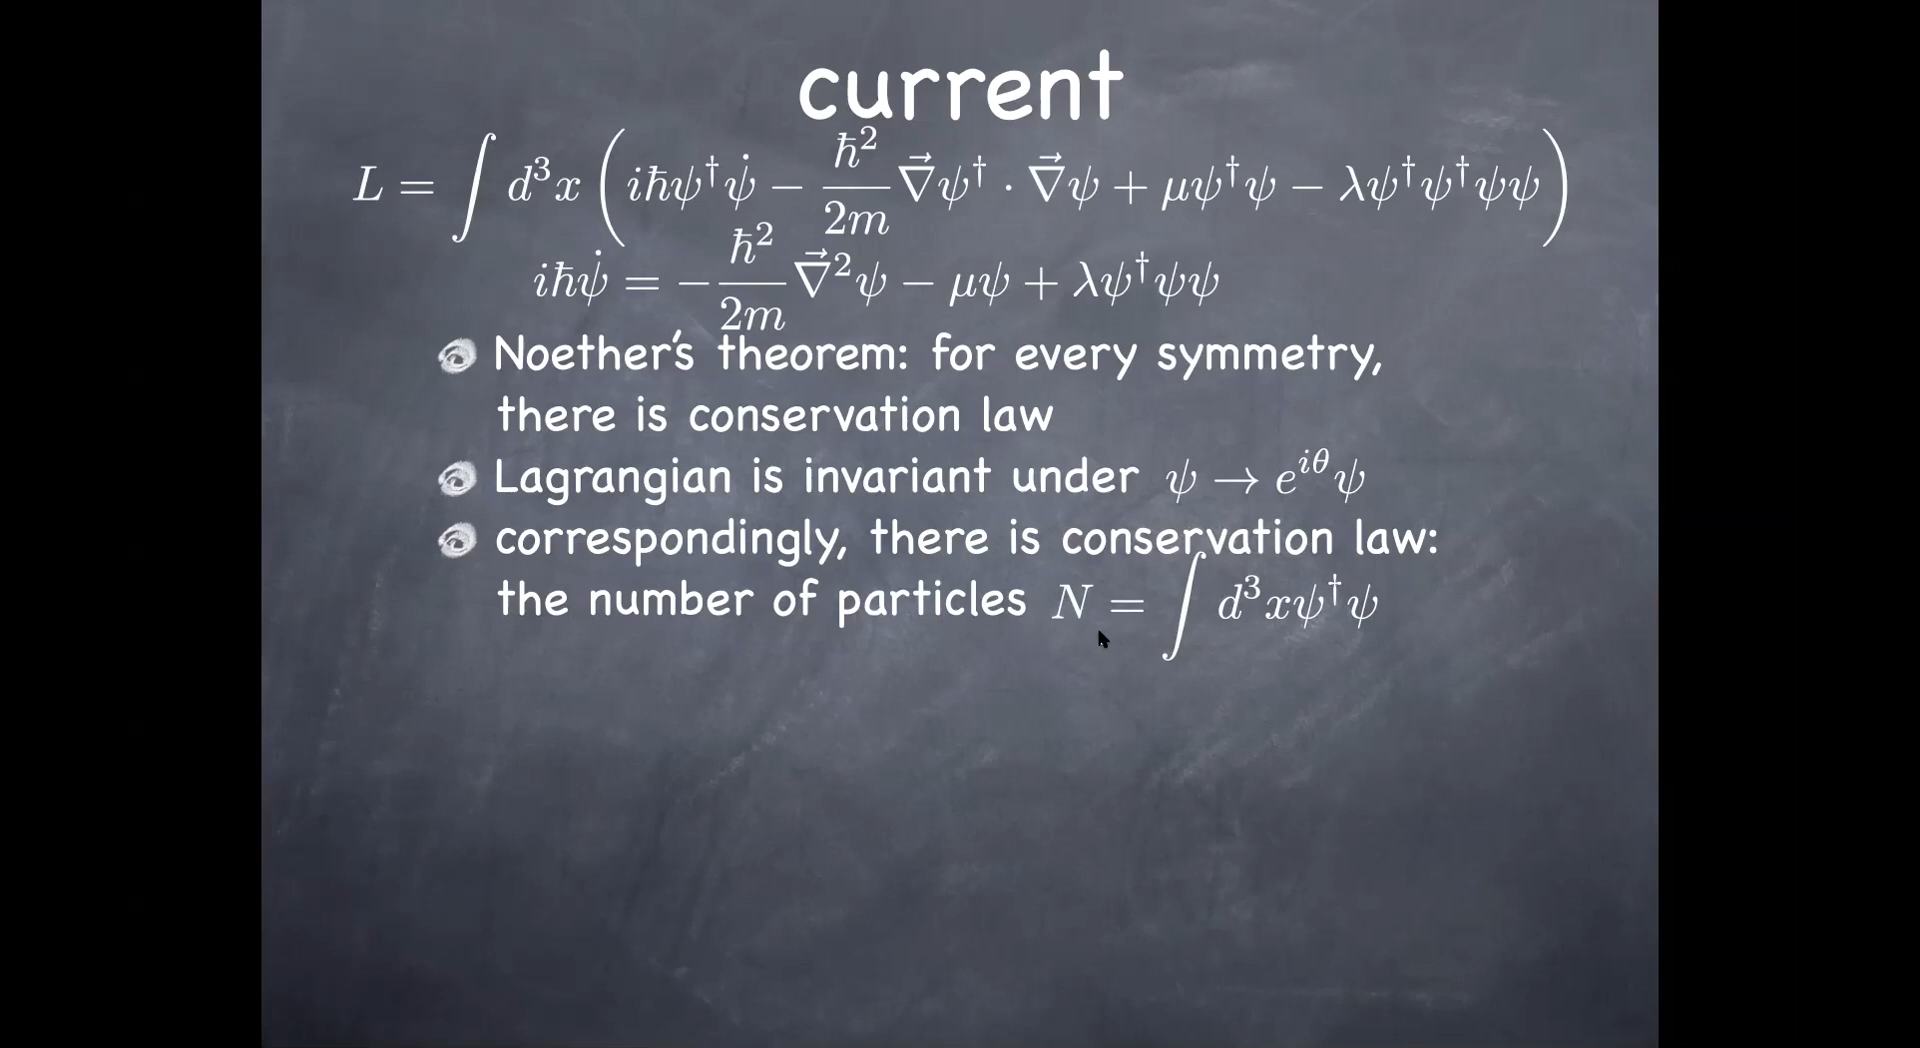 current
L = ∫ d³x ( iħψ†ψ̇ − ħ²/2m ∇⃗ψ† · ∇⃗ψ + μψ†ψ − λψ†ψ†ψψ )
iħψ̇ = − ħ²/2m ∇⃗²ψ − μψ + λψ†ψψ
Noether's theorem: for every symmetry,
there is conservation law
Lagrangian is invariant under ψ → e^{iθ}ψ
correspondingly, there is conservation law:
the number of particles N = ∫ d³xψ†ψ